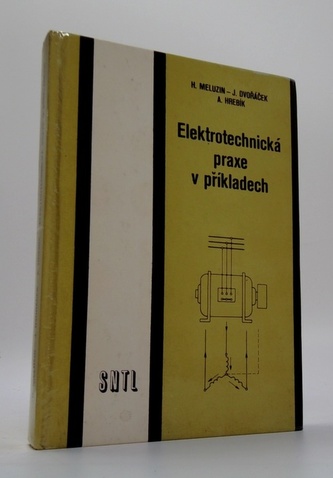 H. MELUZIN – J. DVOŘÁČEK
A. HREBÍK
Elektrotechnická
praxe
v příkladech
SNTL